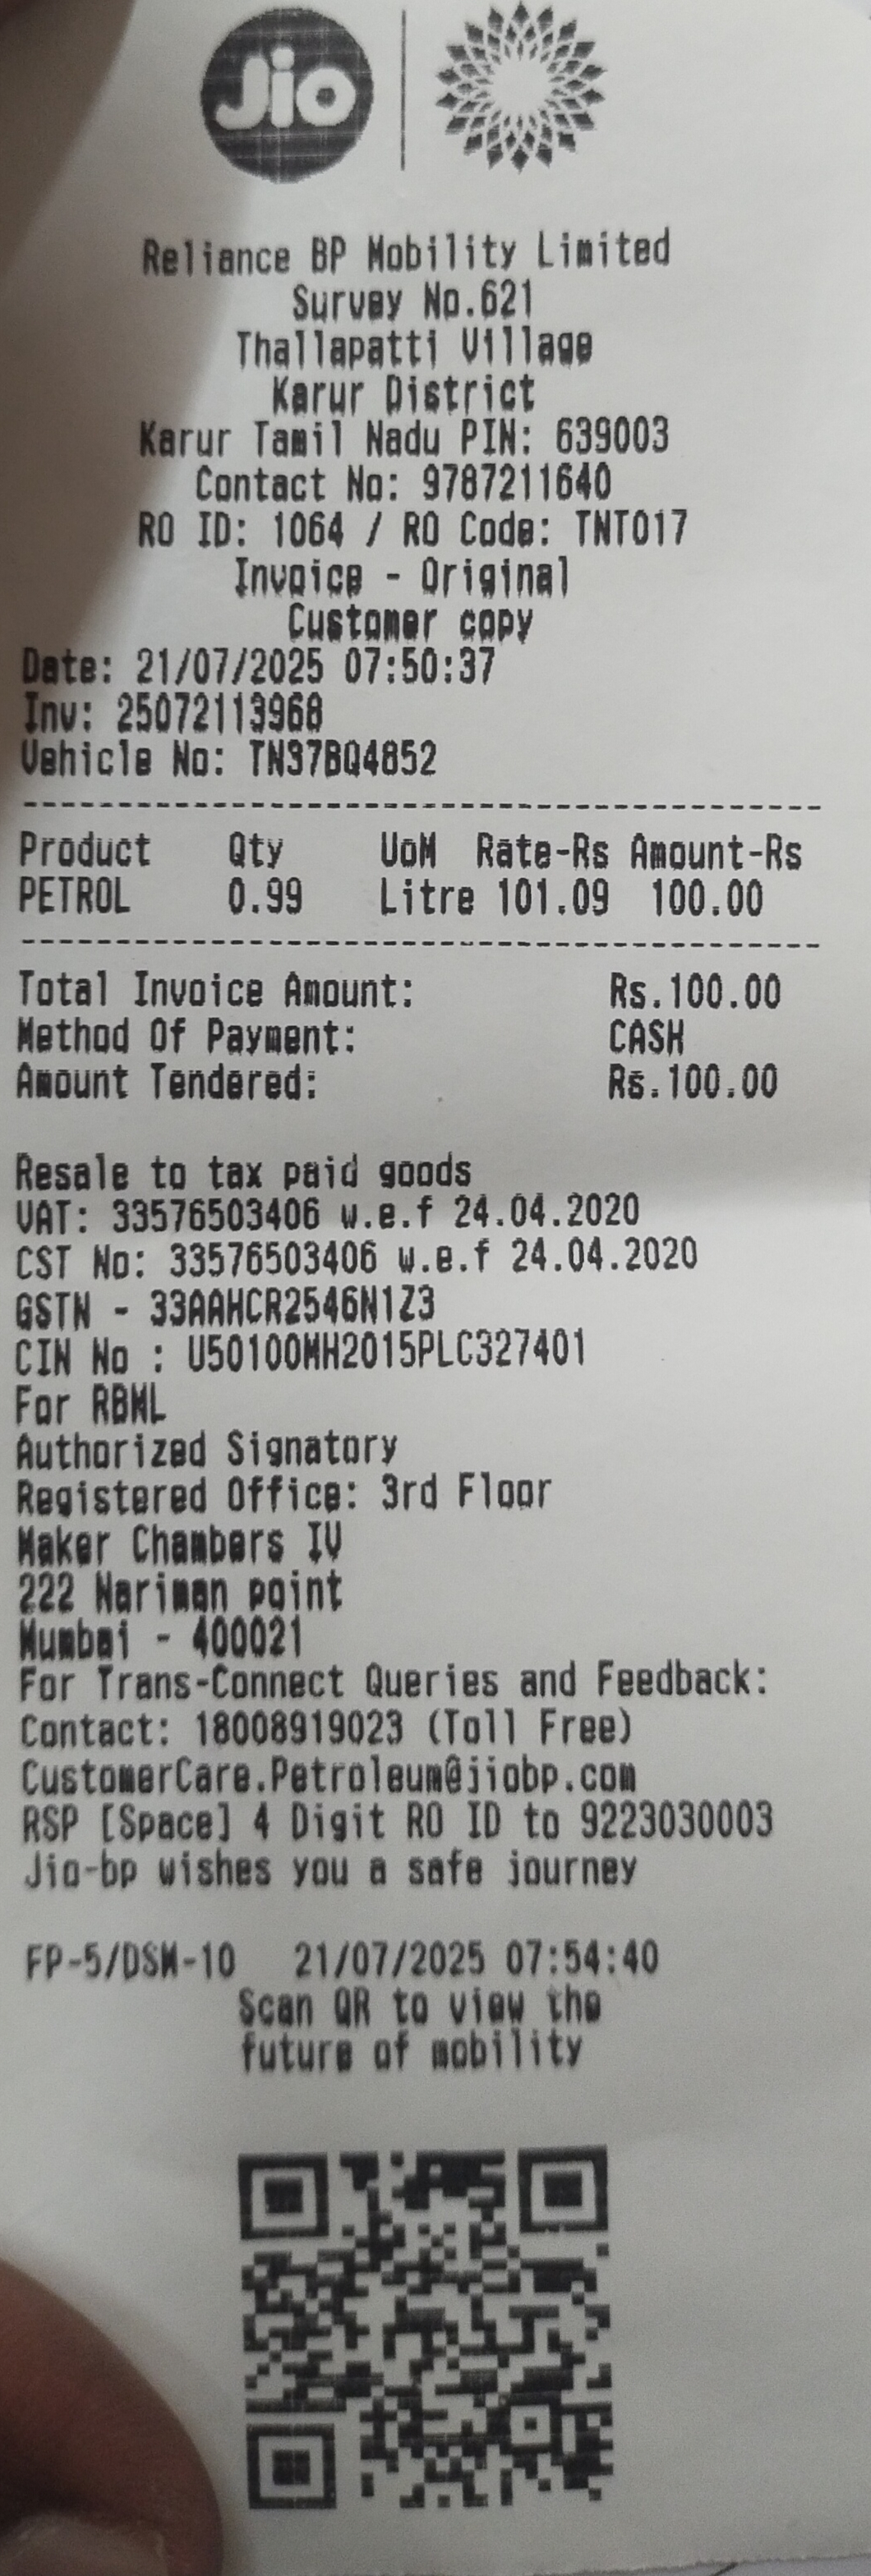 Jio
Reliance BP Mobility Limited
Survey No.621
Thallapatti Village
Karur District
Karur Tamil Nadu PIN: 639003
Contact No: 9787211640
RO ID: 1064 / RO Code: TNT017
Invoice - Original
Customer copy
Date: 21/07/2025 07:50:37
Inv: 25072113968
Vehicle No: TN37BQ4852
Product Qty UoM Rate-Rs Amount-Rs
PETROL 0.99 Litre 101.09 100.00
Total Invoice Amount: Rs.100.00
Method Of Payment: CASH
Amount Tendered: Rs.100.00
Resale to tax paid goods
VAT: 33576503406 w.e.f 24.04.2020
CST No: 33576503406 w.e.f 24.04.2020
GSTN - 33AAHCR2546N1Z3
CIN No : U50100MH2015PLC327401
For RBML
Authorized Signatory
Registered Office: 3rd Floor
Maker Chambers IV
222 Nariman point
Mumbai - 400021
For Trans-Connect Queries and Feedback:
Contact: 18008919023 (Toll Free)
CustomerCare.Petroleum@jiobp.com
RSP [Space] 4 Digit RO ID to 9223030003
Jio-bp wishes you a safe journey
FP-5/DSM-10 21/07/2025 07:54:40
Scan QR to view the
future of mobility